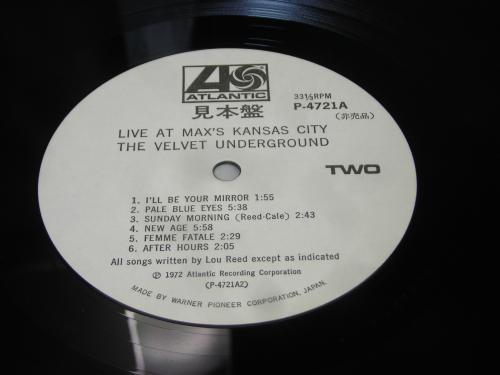 ATLANTIC
見本盤
33⅓RPM
P-4721A
(非売品)
LIVE AT MAX'S KANSAS CITY
THE VELVET UNDERGROUND
TWO
1. I'LL BE YOUR MIRROR 1:55
2. PALE BLUE EYES 5:38
3. SUNDAY MORNING (Reed-Cale) 2:43
4. NEW AGE 5:58
5. FEMME FATALE 2:29
6. AFTER HOURS 2:05
All songs written by Lou Reed except as indicated
℗ 1972 Atlantic Recording Corporation
(P-4721A2)
MADE BY WARNER PIONEER CORPORATION, JAPAN.